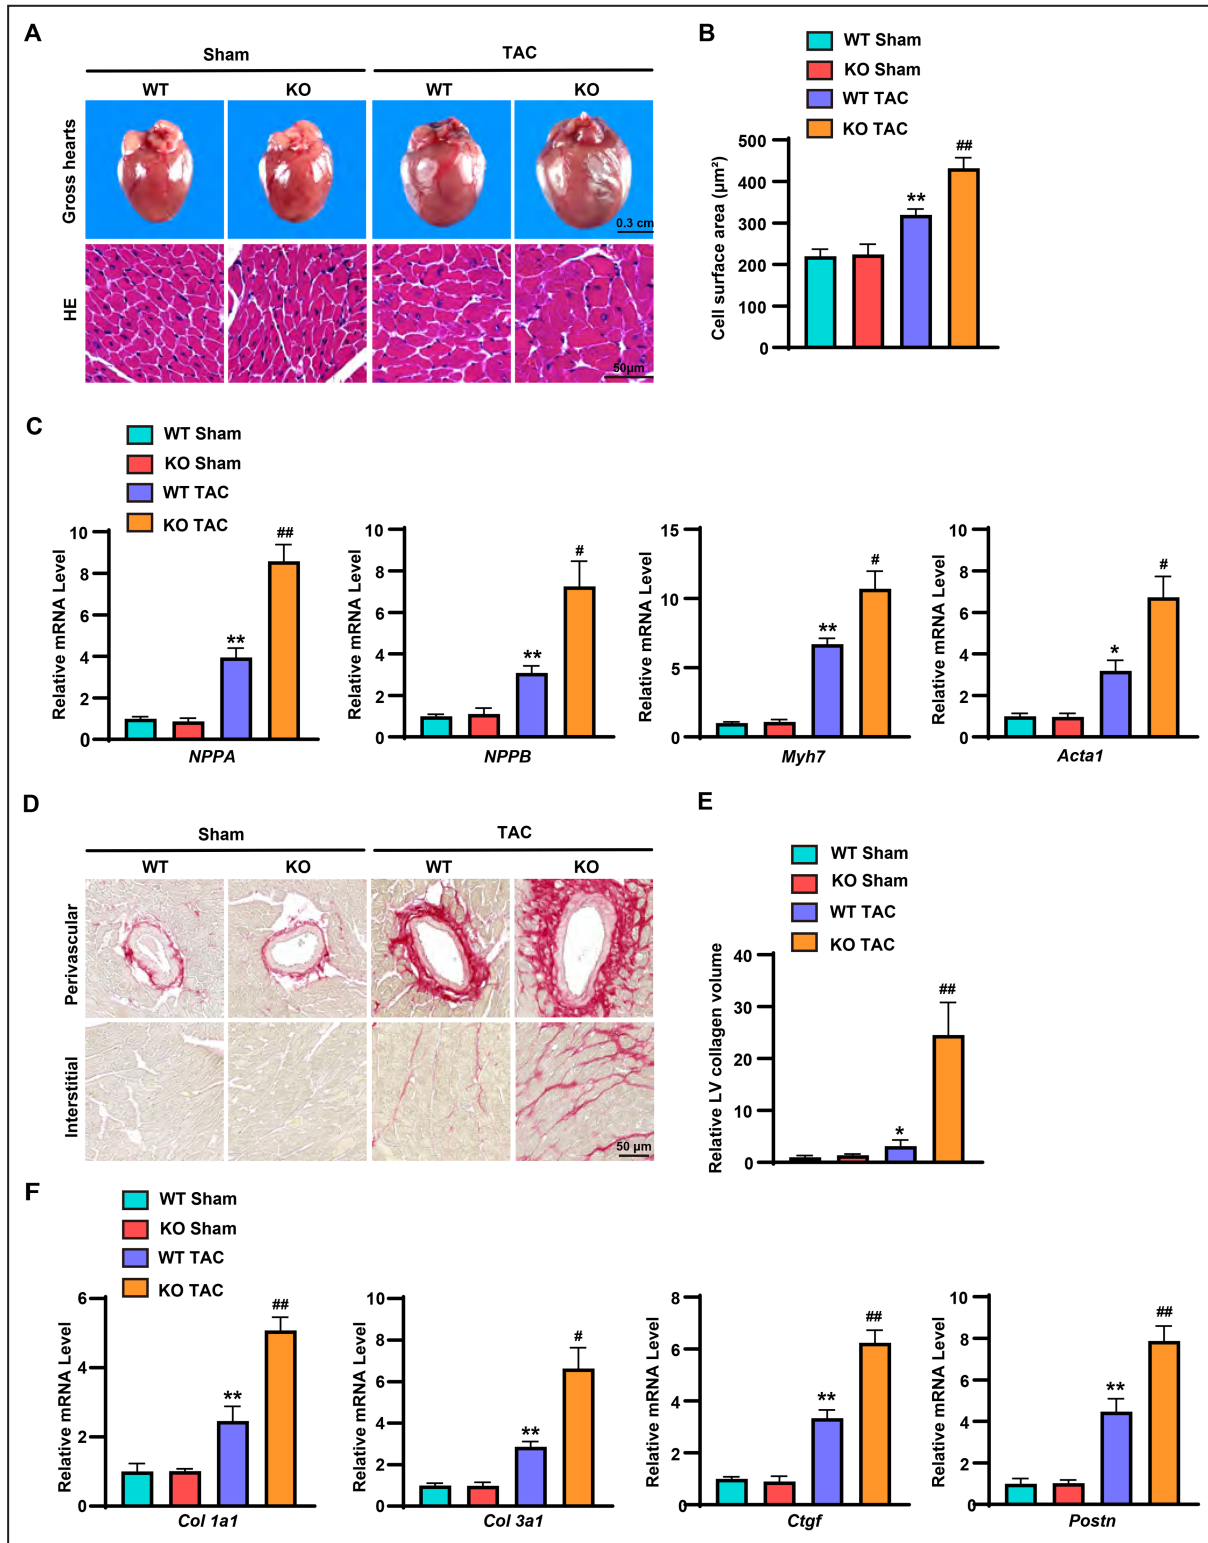 A
Sham
TAC
WT
KO
WT
KO
Gross hearts
0.3 cm
HE
50μm
B
WT Sham
KO Sham
WT TAC
KO TAC
Cell surface area (μm²)
500
400
300
200
100
0
**
##
C
WT Sham
KO Sham
WT TAC
KO TAC
Relative mRNA Level
10
8
6
4
2
0
**
##
NPPA
Relative mRNA Level
10
8
6
4
2
0
**
#
NPPB
Relative mRNA Level
15
10
5
0
**
#
Myh7
Relative mRNA Level
10
8
6
4
2
0
*
#
Acta1
D
Sham
TAC
WT
KO
WT
KO
Perivascular
Interstitial
50 μm
E
WT Sham
KO Sham
WT TAC
KO TAC
Relative LV collagen volume
40
30
20
10
0
*
##
F
WT Sham
KO Sham
WT TAC
KO TAC
Relative mRNA Level
6
4
2
0
**
##
Col 1a1
Relative mRNA Level
10
8
6
4
2
0
**
#
Col 3a1
Relative mRNA Level
8
6
4
2
0
**
##
Ctgf
Relative mRNA Level
10
8
6
4
2
0
**
##
Postn